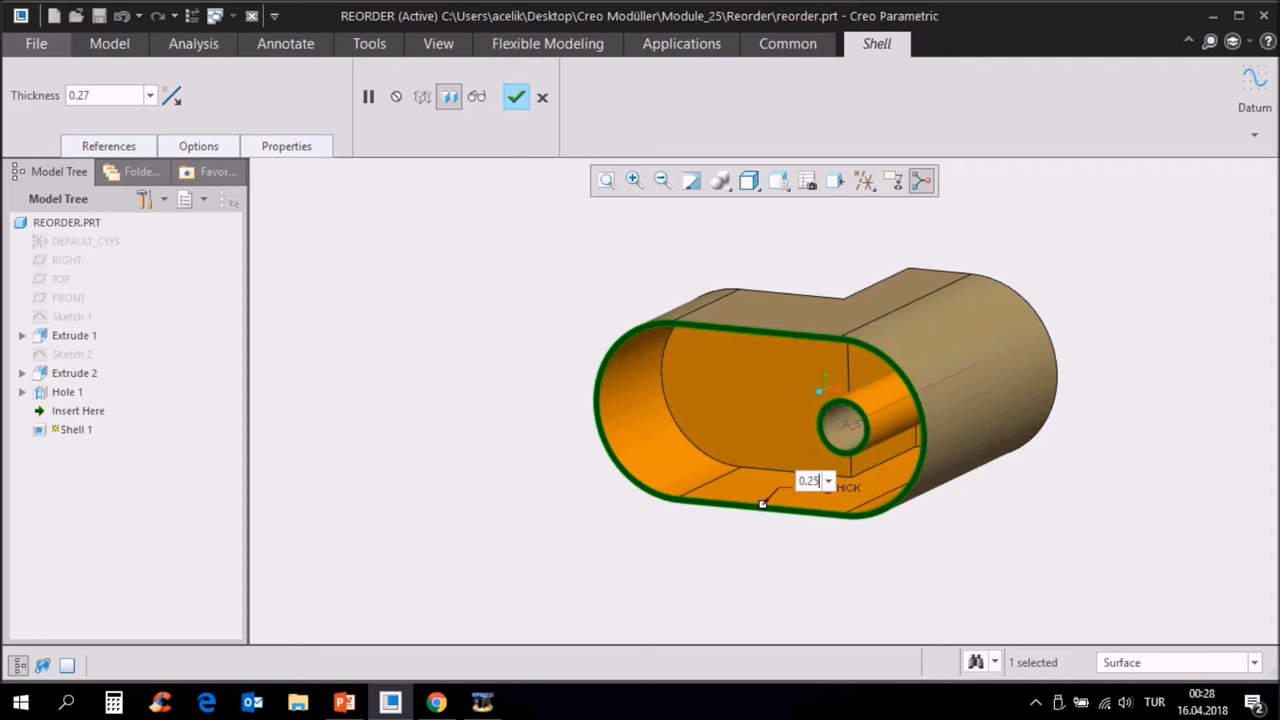 REORDER (Active) C:\Users\acelik\Desktop\Creo Modüller\Module_25\Reorder\reorder.prt - Creo Parametric
File Model Analysis Annotate Tools View Flexible Modeling Applications Common Shell
Thickness 0.27
Datum
References Options Properties
Model Tree Folde... Favor...
Model Tree
REORDER.PRT
DEFAULT_CSYS
RIGHT
TOP
FRONT
Sketch 1
Extrude 1
Sketch 2
Extrude 2
Hole 1
Insert Here
Shell 1
0.25 HICK
1 selected Surface
TUR 00:28
16.04.2018 2